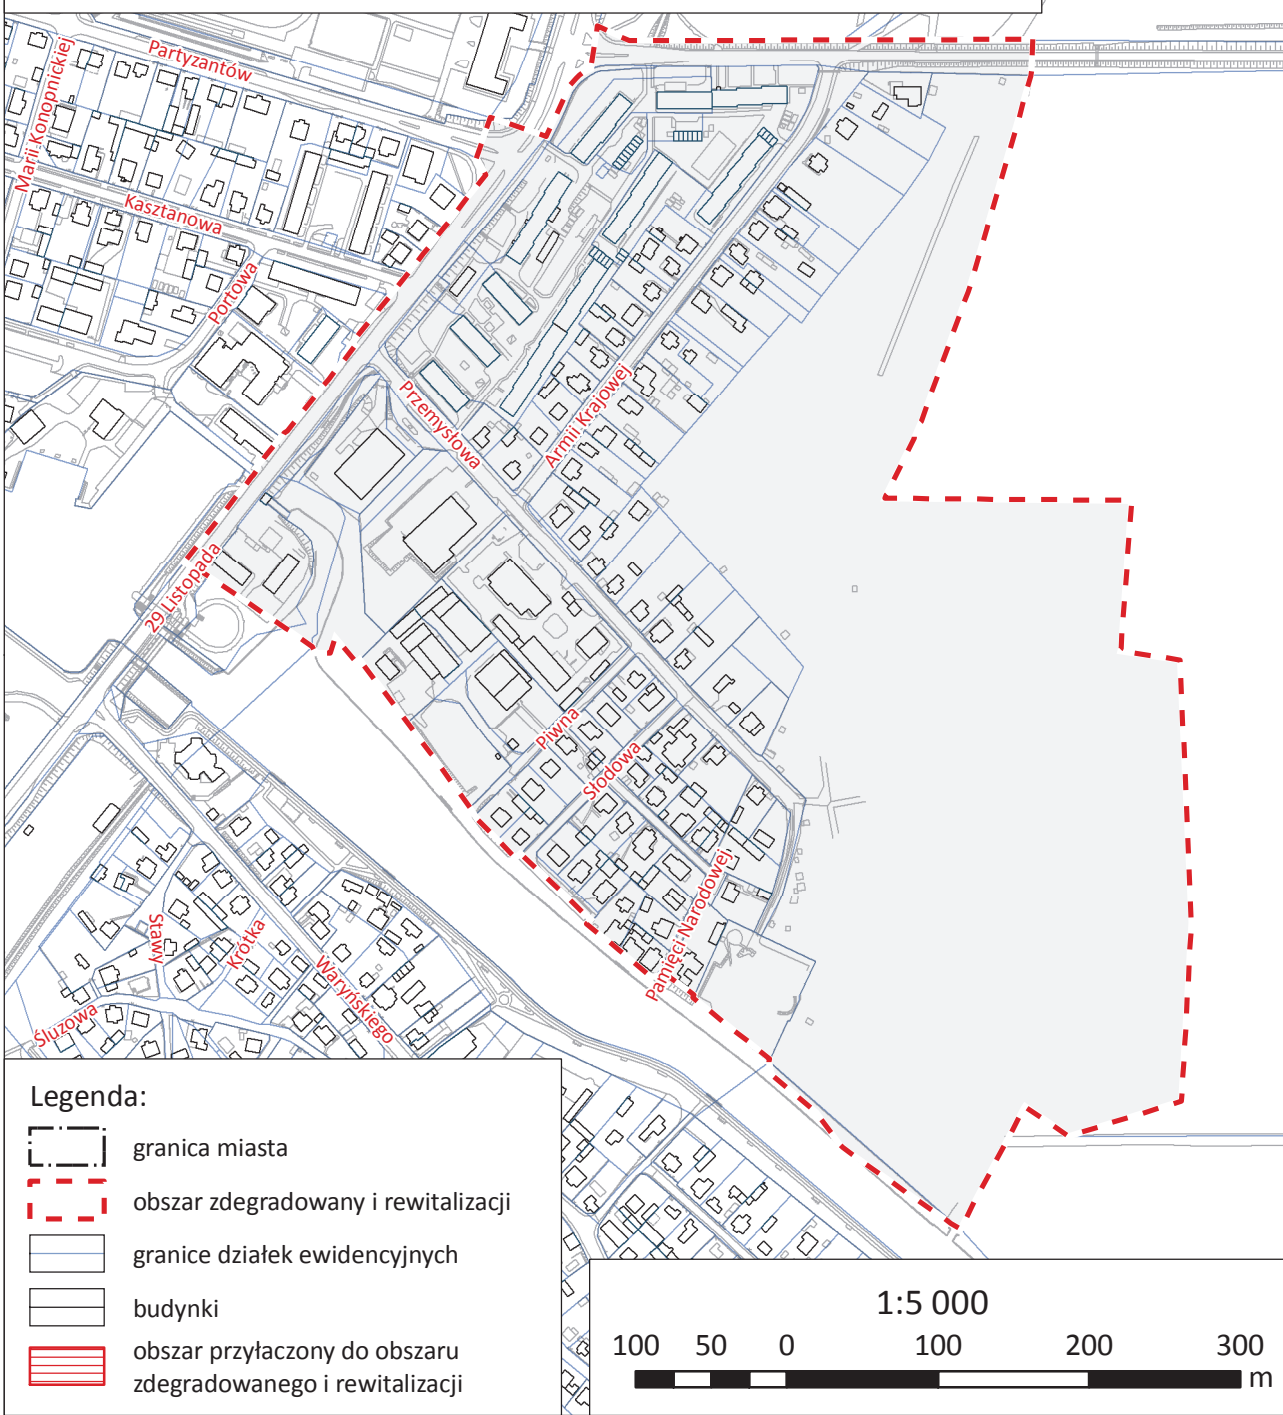 Partyzantów
Marii Konopnickiej
Kasztanowa
Portowa
Przemysłowa
Armii Krajowej
29 Listopada
Piwna
Słodowa
Pamięci Narodowej
Stawy
Krótka
Waryńskiego
Śluzowa
Legenda:
granica miasta
obszar zdegradowany i rewitalizacji
granice działek ewidencyjnych
budynki
obszar przyłaczony do obszaru
zdegradowanego i rewitalizacji
1:5 000
100 50 0 100 200 300
m